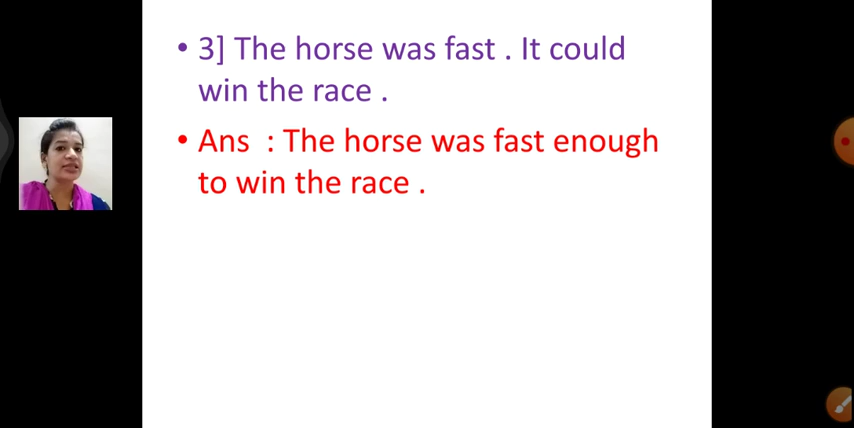 • 3] The horse was fast . It could
win the race .
• Ans : The horse was fast enough
to win the race .